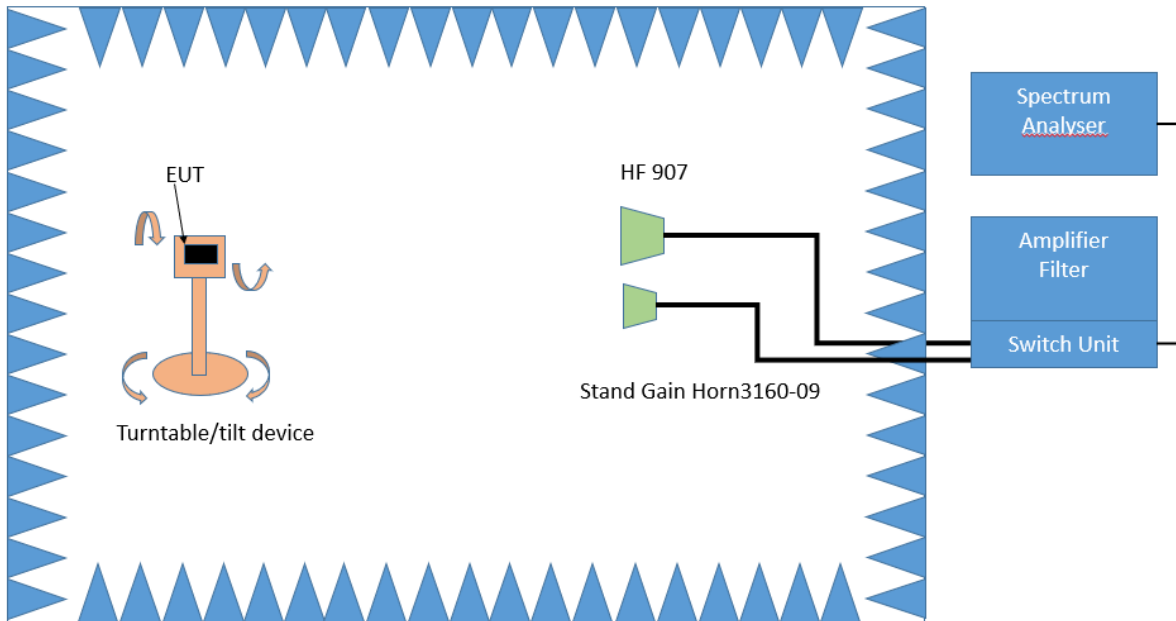 Spectrum
Analyser
EUT
HF 907
Amplifier
Filter
Switch Unit
Stand Gain Horn3160-09
Turntable/tilt device